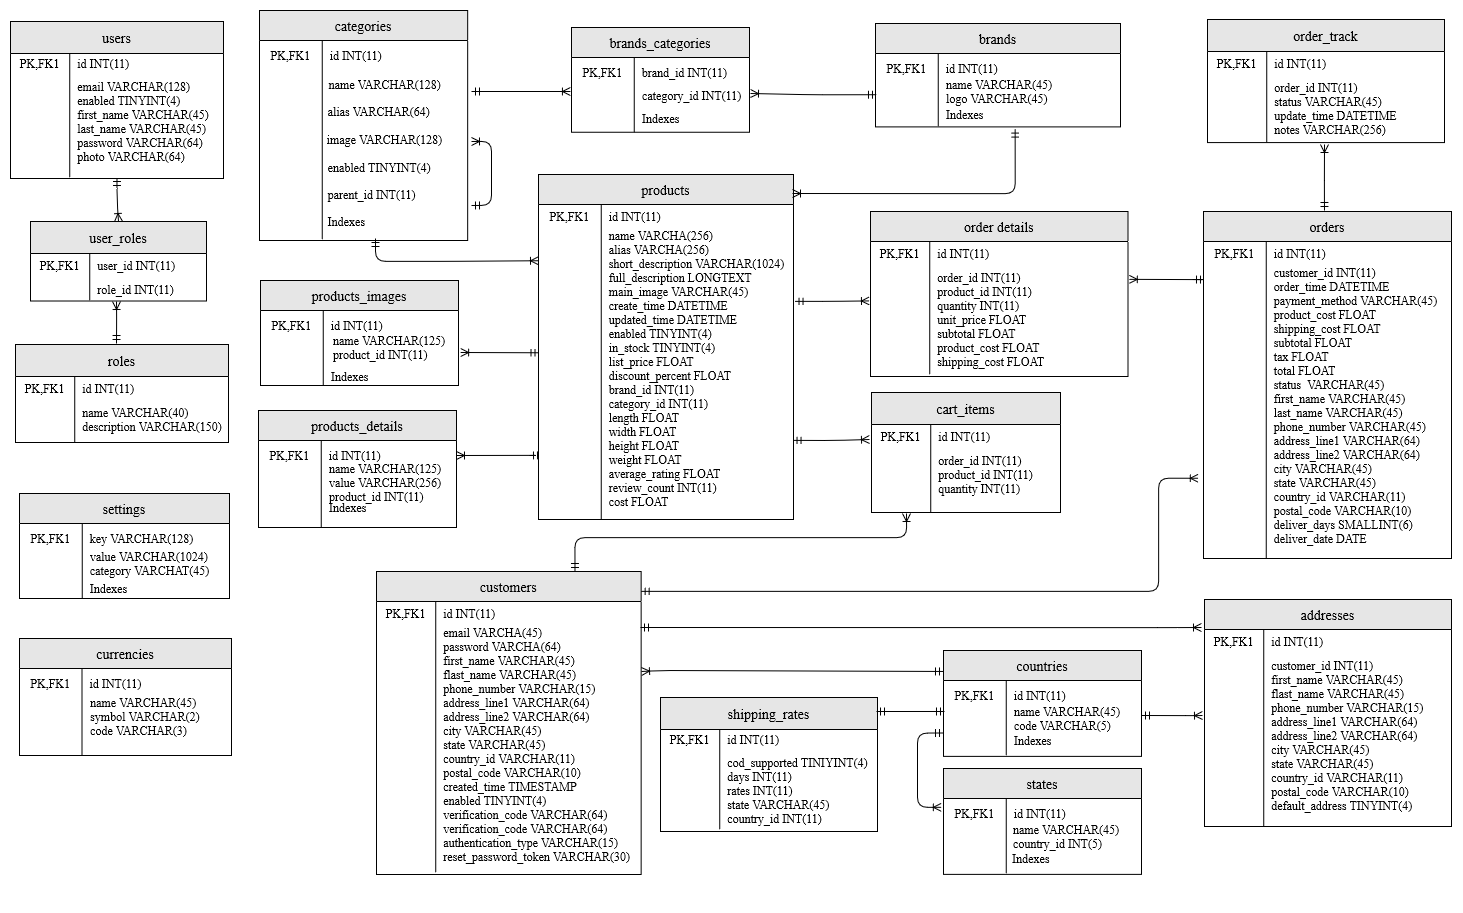 users
PK,FK1
id INT(11)
email VARCHAR(128)
enabled TINYINT(4)
first_name VARCHAR(45)
last_name VARCHAR(45)
password VARCHAR(64)
photo VARCHAR(64)
user_roles
PK,FK1
user_id INT(11)
role_id INT(11)
roles
PK,FK1
id INT(11)
name VARCHAR(40)
description VARCHAR(150)
settings
PK,FK1
key VARCHAR(128)
value VARCHAR(1024)
category VARCHAT(45)
Indexes
currencies
PK,FK1
id INT(11)
name VARCHAR(45)
symbol VARCHAR(2)
code VARCHAR(3)
categories
PK,FK1
id INT(11)
name VARCHAR(128)
alias VARCHAR(64)
image VARCHAR(128)
enabled TINYINT(4)
parent_id INT(11)
Indexes
products_images
PK,FK1
id INT(11)
name VARCHAR(125)
product_id INT(11)
Indexes
products_details
PK,FK1
id INT(11)
name VARCHAR(125)
value VARCHAR(256)
product_id INT(11)
Indexes
brands_categories
PK,FK1
brand_id INT(11)
category_id INT(11)
Indexes
products
PK,FK1
id INT(11)
name VARCHA(256)
alias VARCHA(256)
short_description VARCHAR(1024)
full_description LONGTEXT
main_image VARCHAR(45)
create_time DATETIME
updated_time DATETIME
enabled TINYINT(4)
in_stock TINYINT(4)
list_price FLOAT
discount_percent FLOAT
brand_id INT(11)
category_id INT(11)
length FLOAT
width FLOAT
height FLOAT
weight FLOAT
average_rating FLOAT
review_count INT(11)
cost FLOAT
customers
PK,FK1
id INT(11)
email VARCHA(45)
password VARCHA(64)
first_name VARCHAR(45)
flast_name VARCHAR(45)
phone_number VARCHAR(15)
address_line1 VARCHAR(64)
address_line2 VARCHAR(64)
city VARCHAR(45)
state VARCHAR(45)
country_id VARCHAR(11)
postal_code VARCHAR(10)
created_time TIMESTAMP
enabled TINYINT(4)
verification_code VARCHAR(64)
verification_code VARCHAR(64)
authentication_type VARCHAR(15)
reset_password_token VARCHAR(30)
brands
PK,FK1
id INT(11)
name VARCHAR(45)
logo VARCHAR(45)
Indexes
order details
PK,FK1
id INT(11)
order_id INT(11)
product_id INT(11)
quantity INT(11)
unit_price FLOAT
subtotal FLOAT
product_cost FLOAT
shipping_cost FLOAT
cart_items
PK,FK1
id INT(11)
order_id INT(11)
product_id INT(11)
quantity INT(11)
shipping_rates
PK,FK1
id INT(11)
cod_supported TINIYINT(4)
days INT(11)
rates INT(11)
state VARCHAR(45)
country_id INT(11)
countries
PK,FK1
id INT(11)
name VARCHAR(45)
code VARCHAR(5)
Indexes
states
PK,FK1
id INT(11)
name VARCHAR(45)
country_id INT(5)
Indexes
order_track
PK,FK1
id INT(11)
order_id INT(11)
status VARCHAR(45)
update_time DATETIME
notes VARCHAR(256)
orders
PK,FK1
id INT(11)
customer_id INT(11)
order_time DATETIME
payment_method VARCHAR(45)
product_cost FLOAT
shipping_cost FLOAT
subtotal FLOAT
tax FLOAT
total FLOAT
status VARCHAR(45)
first_name VARCHAR(45)
last_name VARCHAR(45)
phone_number VARCHAR(45)
address_line1 VARCHAR(64)
address_line2 VARCHAR(64)
city VARCHAR(45)
state VARCHAR(45)
country_id VARCHAR(11)
postal_code VARCHAR(10)
deliver_days SMALLINT(6)
deliver_date DATE
addresses
PK,FK1
id INT(11)
customer_id INT(11)
first_name VARCHAR(45)
flast_name VARCHAR(45)
phone_number VARCHAR(15)
address_line1 VARCHAR(64)
address_line2 VARCHAR(64)
city VARCHAR(45)
state VARCHAR(45)
country_id VARCHAR(11)
postal_code VARCHAR(10)
default_address TINYINT(4)